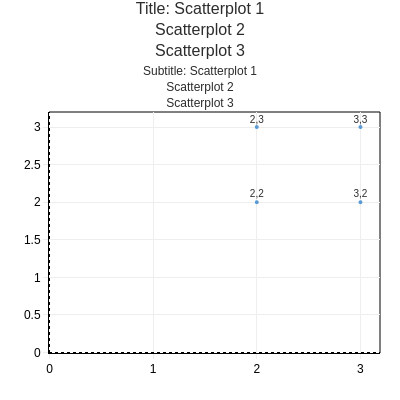 Title: Scatterplot 1
Scatterplot 2
Scatterplot 3
Subtitle: Scatterplot 1
Scatterplot 2
Scatterplot 3
3
2,3 3,3
2.5
2
2,2 3,2
1.5
1
0.5
0
0 1 2 3